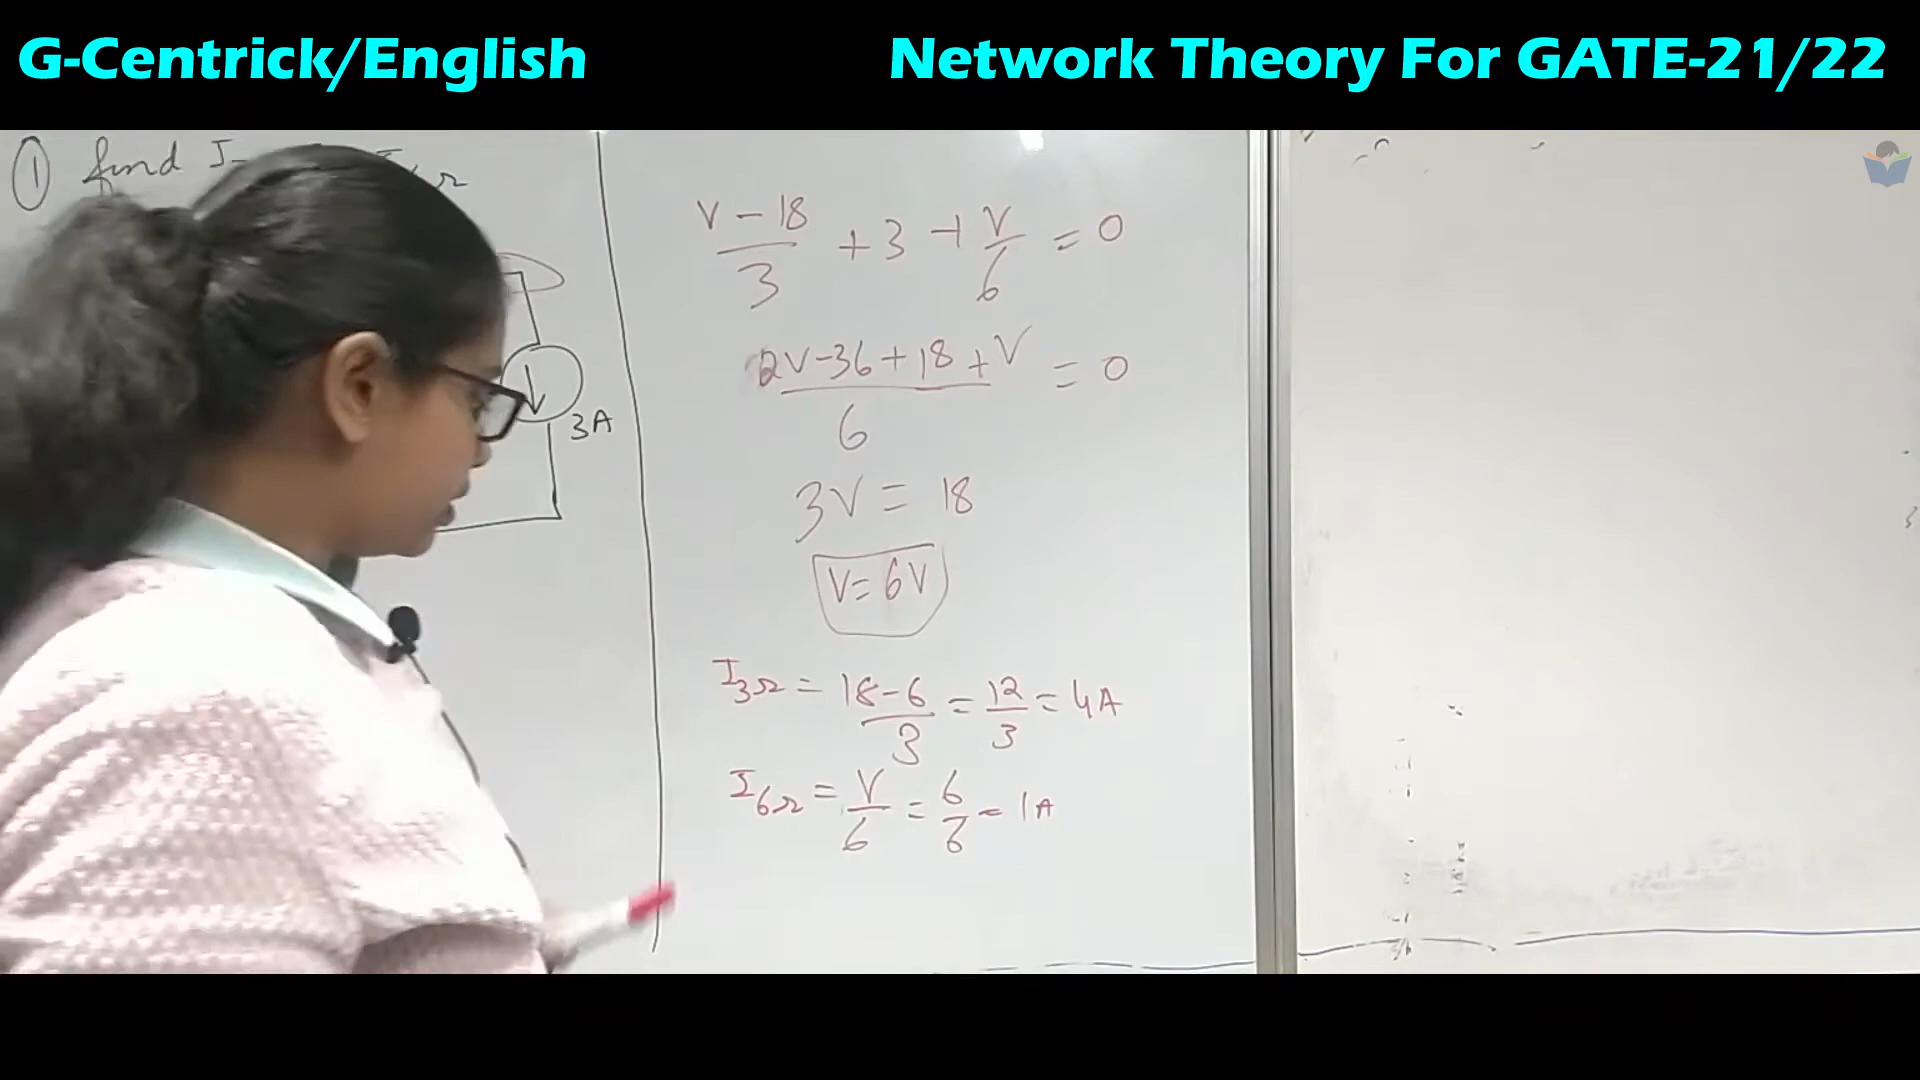 G-Centrick/English
Network Theory For GATE-21/22
① find I
3A
V-18/3 + 3 + V/6 = 0
2V-36+18+V/6 = 0
3V = 18
V=6V
I3Ω = 18-6/3 = 12/3 = 4A
I6Ω = V/6 = 6/6 = 1A